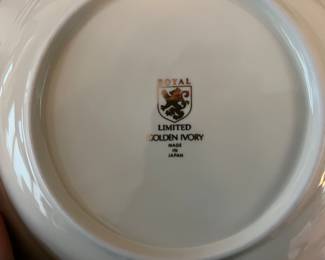 ROYAL
LIMITED
GOLDEN IVORY
MADE
IN
JAPAN